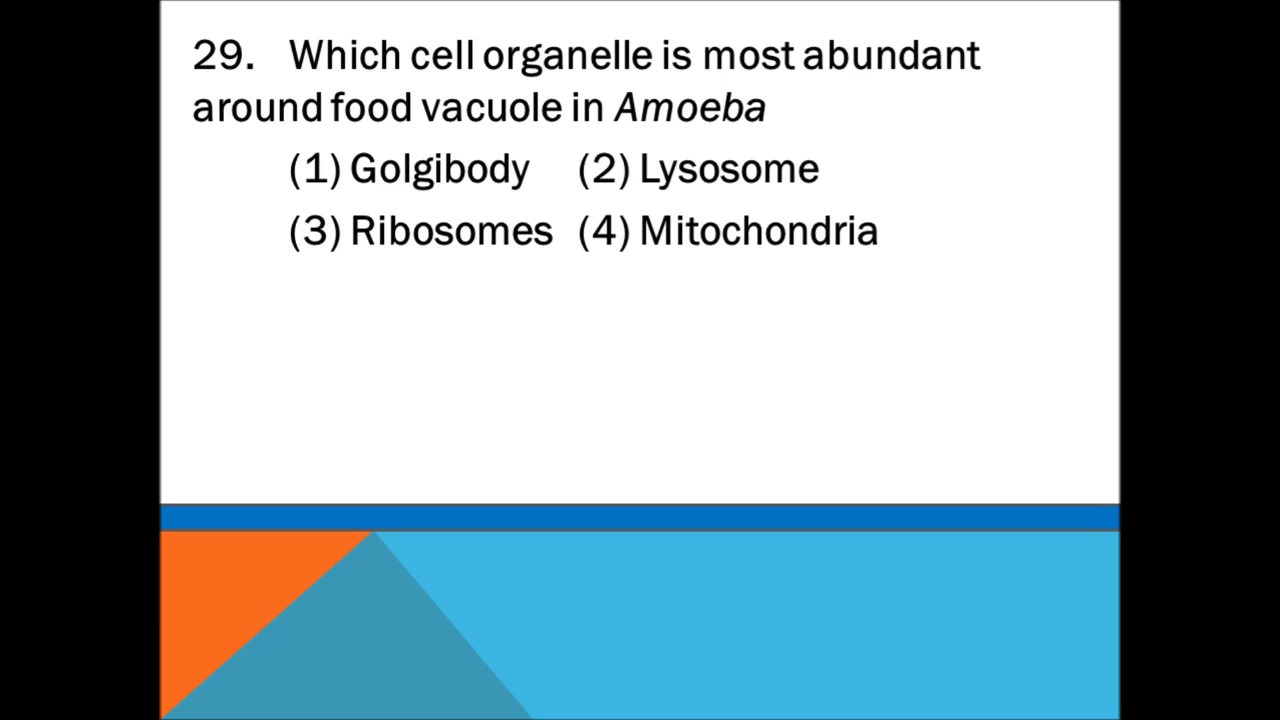 29. Which cell organelle is most abundant
around food vacuole in Amoeba
(1) Golgibody (2) Lysosome
(3) Ribosomes (4) Mitochondria